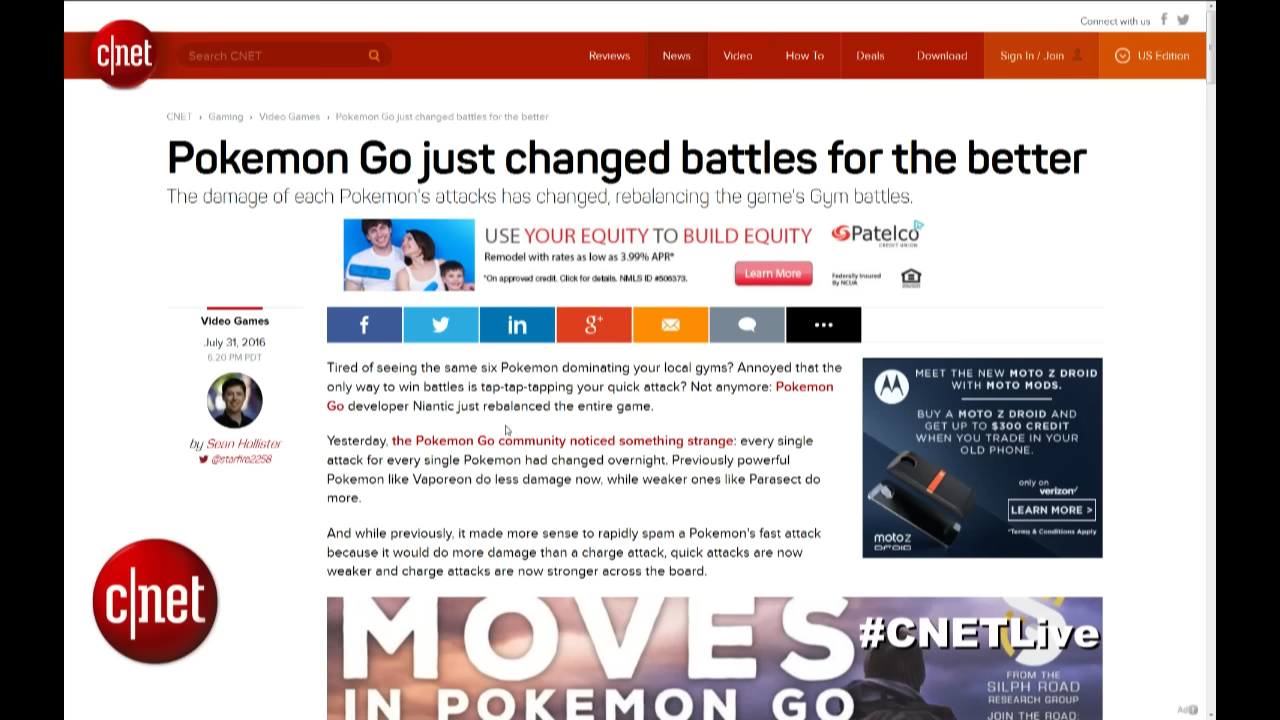 Connect with us
c|net
Search CNET
Reviews
News
Video
How To
Deals
Download
Sign In / Join
US Edition
CNET › Gaming › Video Games › Pokemon Go just changed battles for the better
Pokemon Go just changed battles for the better
The damage of each Pokemon's attacks has changed, rebalancing the game's Gym battles.
USE YOUR EQUITY TO BUILD EQUITY
Remodel with rates as low as 3.99% APR*
*On approved credit. Click for details. NMLS ID #506373.
Learn More
Patelco
CREDIT UNION
Federally Insured
By NCUA
Video Games
July 31, 2016
6:20 PM PDT
by Sean Hollister
@starfire2258
f
in
g+
...
Tired of seeing the same six Pokemon dominating your local gyms? Annoyed that the
only way to win battles is tap-tap-tapping your quick attack? Not anymore: Pokemon
Go developer Niantic just rebalanced the entire game.
Yesterday, the Pokemon Go community noticed something strange: every single
attack for every single Pokemon had changed overnight. Previously powerful
Pokemon like Vaporeon do less damage now, while weaker ones like Parasect do
more.
And while previously, it made more sense to rapidly spam a Pokemon's fast attack
because it would do more damage than a charge attack, quick attacks are now
weaker and charge attacks are now stronger across the board.
MEET THE NEW MOTO Z DROID
WITH MOTO MODS.
BUY A MOTO Z DROID AND
GET UP TO $300 CREDIT
WHEN YOU TRADE IN YOUR
OLD PHONE.
only on
verizon
LEARN MORE >
*Terms & Conditions Apply
moto z
DROID
c|net
MOVES
IN POKEMON GO
#CNETLive
FROM THE
SILPH ROAD
RESEARCH GROUP
JOIN THE ROAD:
Ad